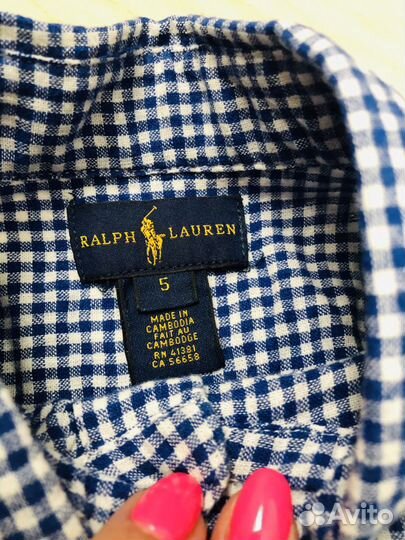 RALPH LAUREN
5
MADE IN
CAMBODIA
FAIT AU
CAMBODGE
RN 41381
CA 56658
Avito